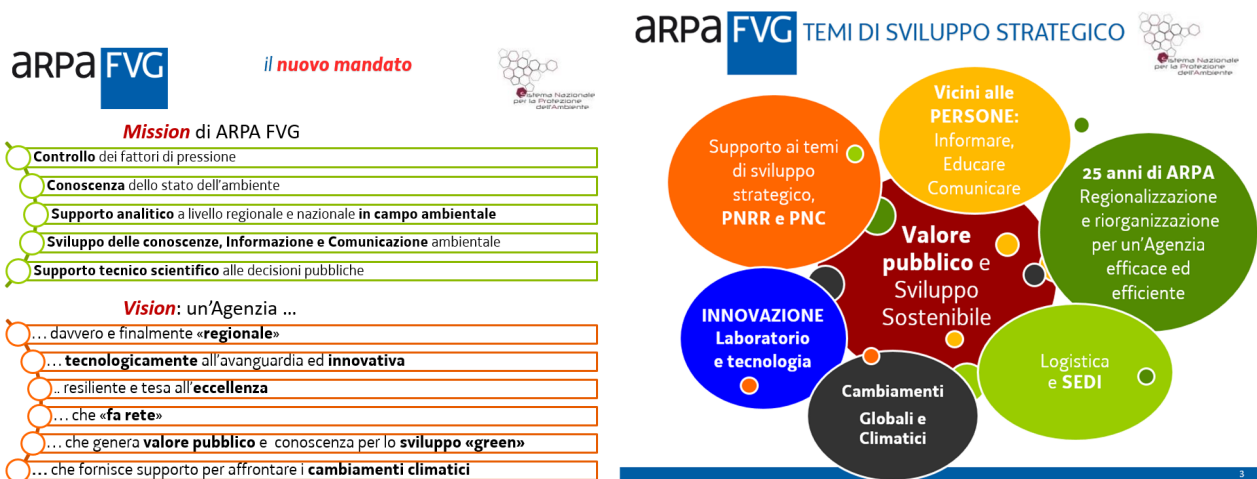 aRPa FVG
il nuovo mandato
Sistema Nazionale
per la Protezione
dell'Ambiente
Mission di ARPA FVG
Controllo dei fattori di pressione
Conoscenza dello stato dell'ambiente
Supporto analitico a livello regionale e nazionale in campo ambientale
Sviluppo delle conoscenze, Informazione e Comunicazione ambientale
Supporto tecnico scientifico alle decisioni pubbliche
Vision: un'Agenzia ...
... davvero e finalmente «regionale»
... tecnologicamente all'avanguardia ed innovativa
.. resiliente e tesa all'eccellenza
... che «fa rete»
... che genera valore pubblico e conoscenza per lo sviluppo «green»
... che fornisce supporto per affrontare i cambiamenti climatici
aRPa FVG TEMI DI SVILUPPO STRATEGICO
Sistema Nazionale
per la Protezione
dell'Ambiente
Vicini alle
PERSONE:
Informare,
Educare
Comunicare
Supporto ai temi
di sviluppo
strategico,
PNRR e PNC
25 anni di ARPA
Regionalizzazione
e riorganizzazione
per un'Agenzia
efficace ed
efficiente
Valore
pubblico e
Sviluppo
Sostenibile
INNOVAZIONE
Laboratorio
e tecnologia
Logistica
e SEDI
Cambiamenti
Globali e
Climatici
3